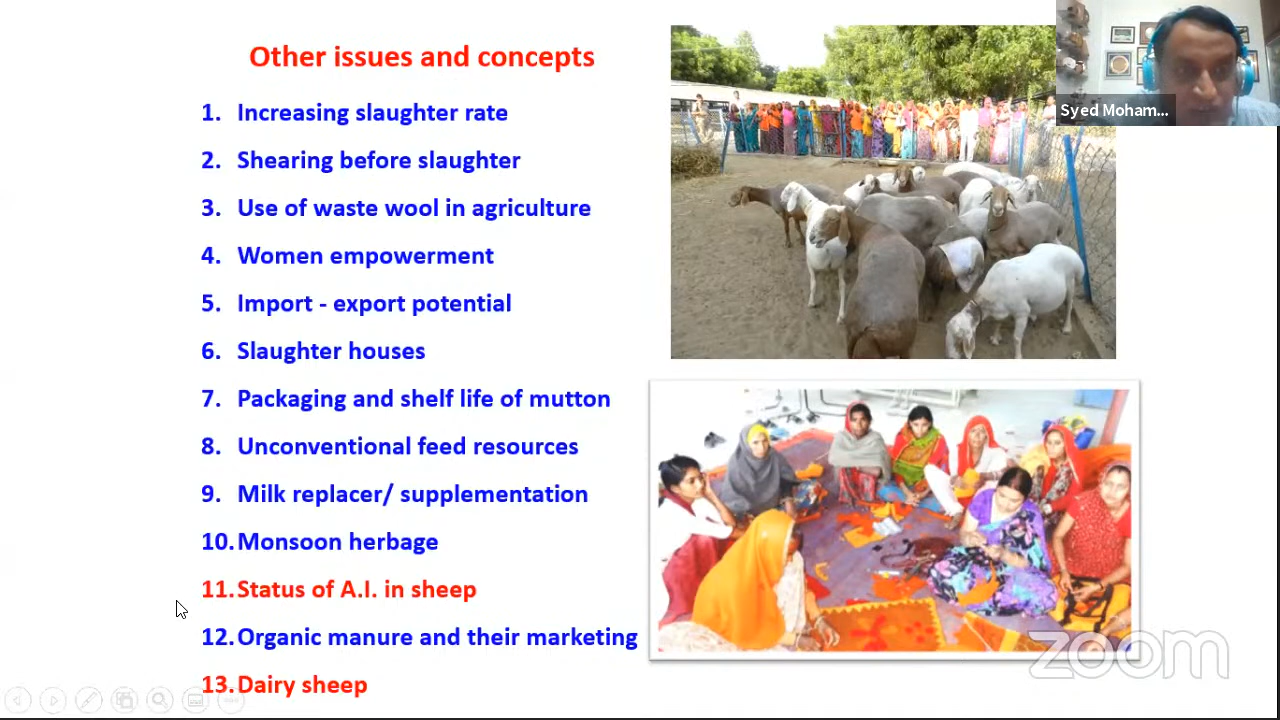 Other issues and concepts
1. Increasing slaughter rate
2. Shearing before slaughter
3. Use of waste wool in agriculture
4. Women empowerment
5. Import - export potential
6. Slaughter houses
7. Packaging and shelf life of mutton
8. Unconventional feed resources
9. Milk replacer/ supplementation
10. Monsoon herbage
11. Status of A.I. in sheep
12. Organic manure and their marketing
13. Dairy sheep
Syed Moham...
zoom